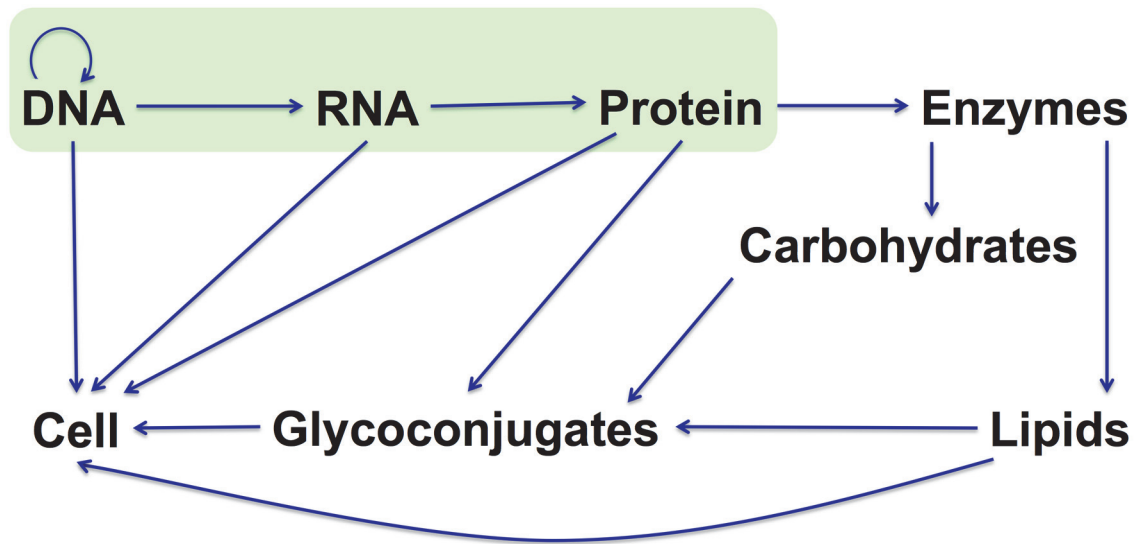 DNA RNA Protein Enzymes
Carbohydrates
Cell Glycoconjugates Lipids